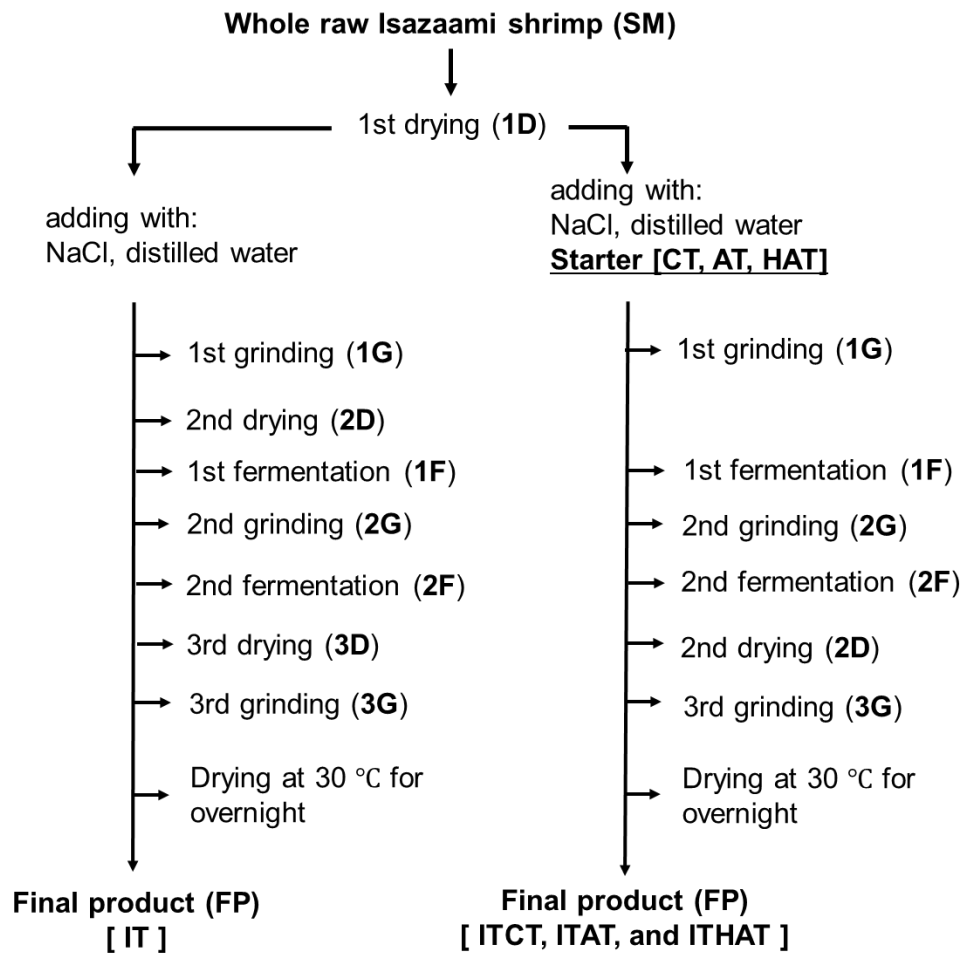 Whole raw Isazaami shrimp (SM)
1st drying (1D)
adding with:
NaCl, distilled water
1st grinding (1G)
2nd drying (2D)
1st fermentation (1F)
2nd grinding (2G)
2nd fermentation (2F)
3rd drying (3D)
3rd grinding (3G)
Drying at 30 ℃ for
overnight
Final product (FP)
[ IT ]
adding with:
NaCl, distilled water
Starter [CT, AT, HAT]
1st grinding (1G)
1st fermentation (1F)
2nd grinding (2G)
2nd fermentation (2F)
2nd drying (2D)
3rd grinding (3G)
Drying at 30 ℃ for
overnight
Final product (FP)
[ ITCT, ITAT, and ITHAT ]